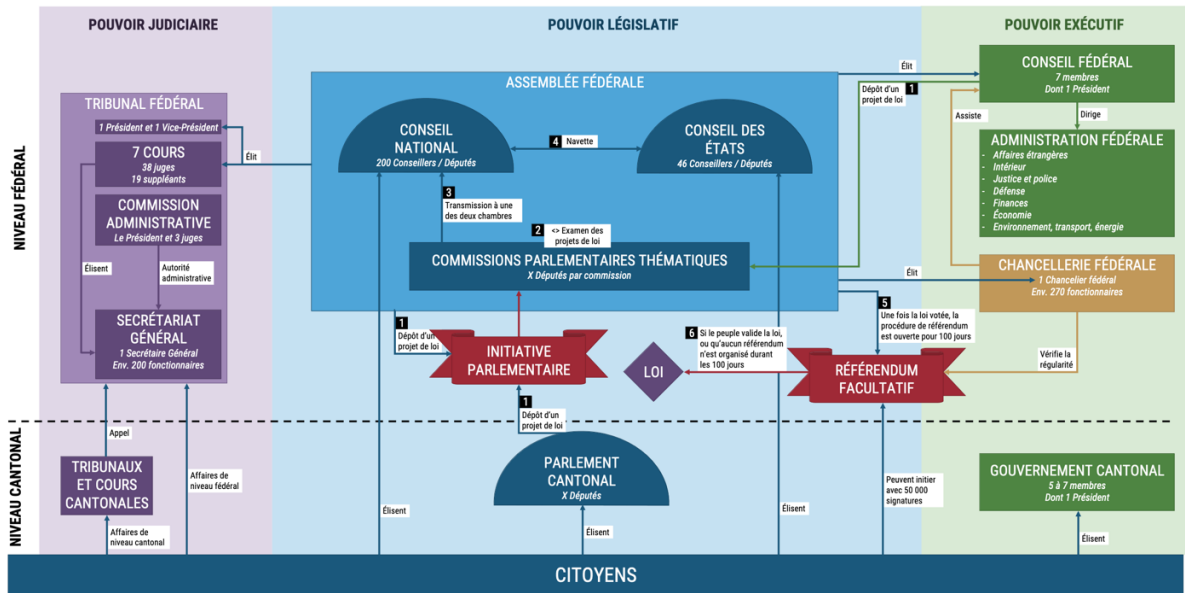 POUVOIR JUDICIAIRE
POUVOIR LÉGISLATIF
POUVOIR EXÉCUTIF
NIVEAU FÉDÉRAL
NIVEAU CANTONAL
TRIBUNAL FÉDÉRAL
1 Président et 1 Vice-Président
7 COURS
38 juges
19 suppléants
COMMISSION
ADMINISTRATIVE
Le Président et 3 juges
Élisent
Autorité
administrative
SECRÉTARIAT
GÉNÉRAL
1 Secrétaire Général
Env. 200 fonctionnaires
Élit
ASSEMBLÉE FÉDÉRALE
CONSEIL
NATIONAL
200 Conseillers / Députés
4 Navette
CONSEIL DES
ÉTATS
46 Conseillers / Députés
3
Transmission à une
des deux chambres
2 <> Examen des
projets de loi
COMMISSIONS PARLEMENTAIRES THÉMATIQUES
X Députés par commission
Élit
Dépôt d'un 1
projet de loi
CONSEIL FÉDÉRAL
7 membres
Dont 1 Président
Assiste
Dirige
ADMINISTRATION FÉDÉRALE
- Affaires étrangères
- Intérieur
- Justice et police
- Défense
- Finances
- Économie
- Environnement, transport, énergie
Élit
CHANCELLERIE FÉDÉRALE
1 Chancelier fédéral
Env. 270 fonctionnaires
1
Dépôt d'un
projet de loi
INITIATIVE
PARLEMENTAIRE
6 Si le peuple valide la loi,
ou qu'aucun référendum
n'est organisé durant
les 100 jours
LOI
5
Une fois la loi votée, la
procédure de référendum
est ouverte pour 100 jours
RÉFÉRENDUM
FACULTATIF
Vérifie la
régularité
1
Dépôt d'un
projet de loi
Appel
TRIBUNAUX
ET COURS
CANTONALES
Affaires de
niveau fédéral
Affaires de
niveau cantonal
Élisent
PARLEMENT
CANTONAL
X Députés
Élisent
Élisent
Peuvent initier
avec 50 000
signatures
GOUVERNEMENT CANTONAL
5 à 7 membres
Dont 1 Président
Élisent
CITOYENS